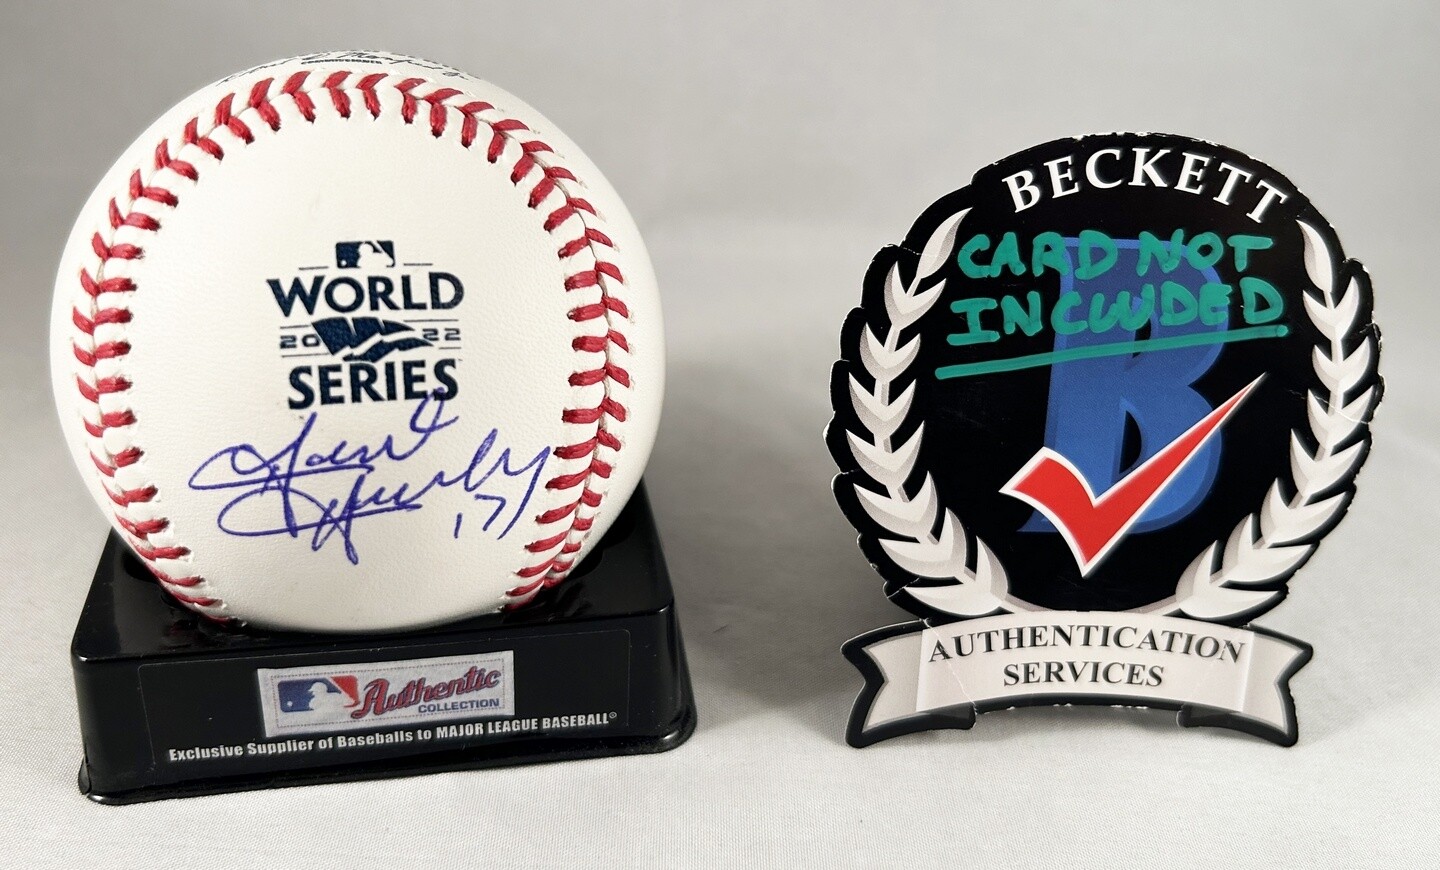 COMMISSIONER
WORLD
2022
SERIES
17
Authentic
COLLECTION
Exclusive Supplier of Baseballs to MAJOR LEAGUE BASEBALL®
BECKETT
CARD NOT
INCLUDED
B
AUTHENTICATION
SERVICES